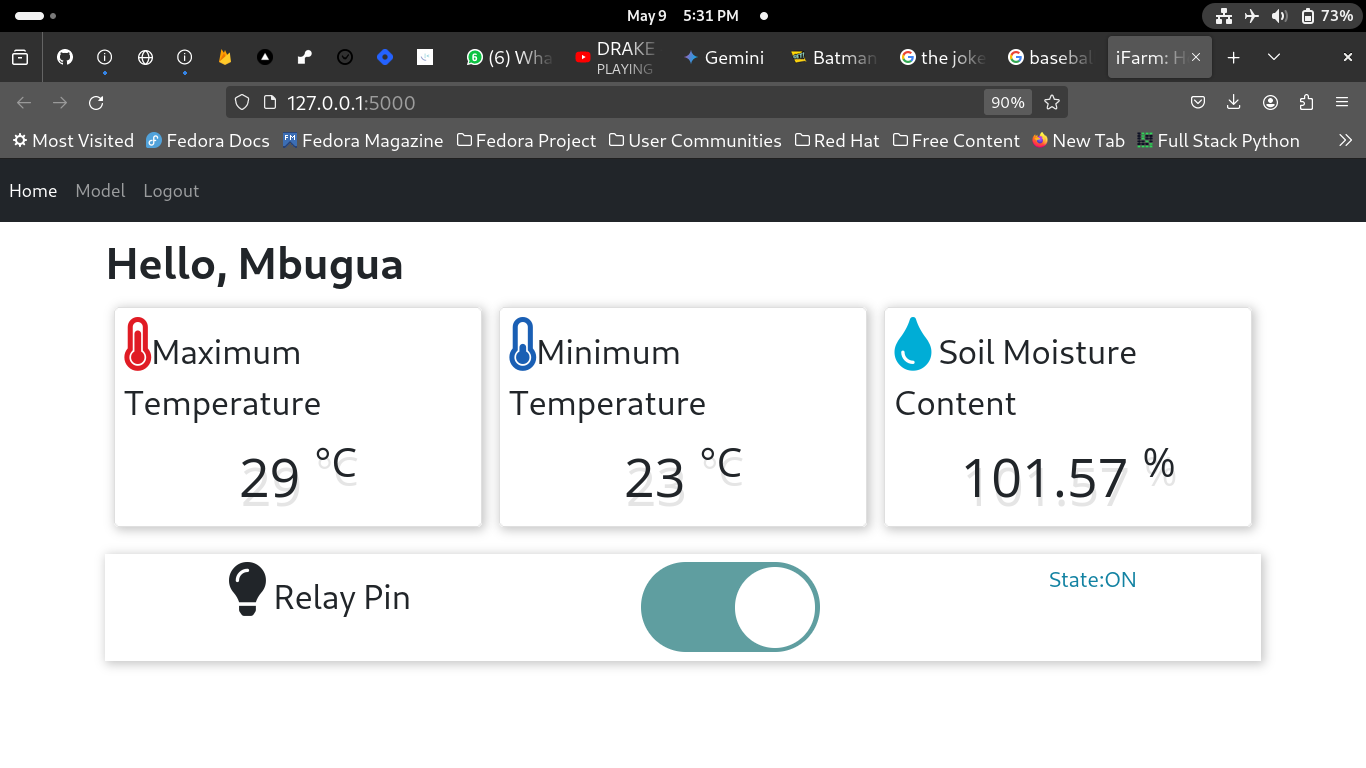 May 9 5:31 PM
73%
6 (6) Wha
DRAKE
PLAYING
Gemini
Batman
the joke
basebal
iFarm: H
127.0.0.1:5000
90%
Most Visited
Fedora Docs
FM Fedora Magazine
Fedora Project
User Communities
Red Hat
Free Content
New Tab
Full Stack Python
Home Model Logout
Hello, Mbugua
Maximum
Temperature
29 °C
Minimum
Temperature
23 °C
Soil Moisture
Content
101.57 %
Relay Pin
State:ON